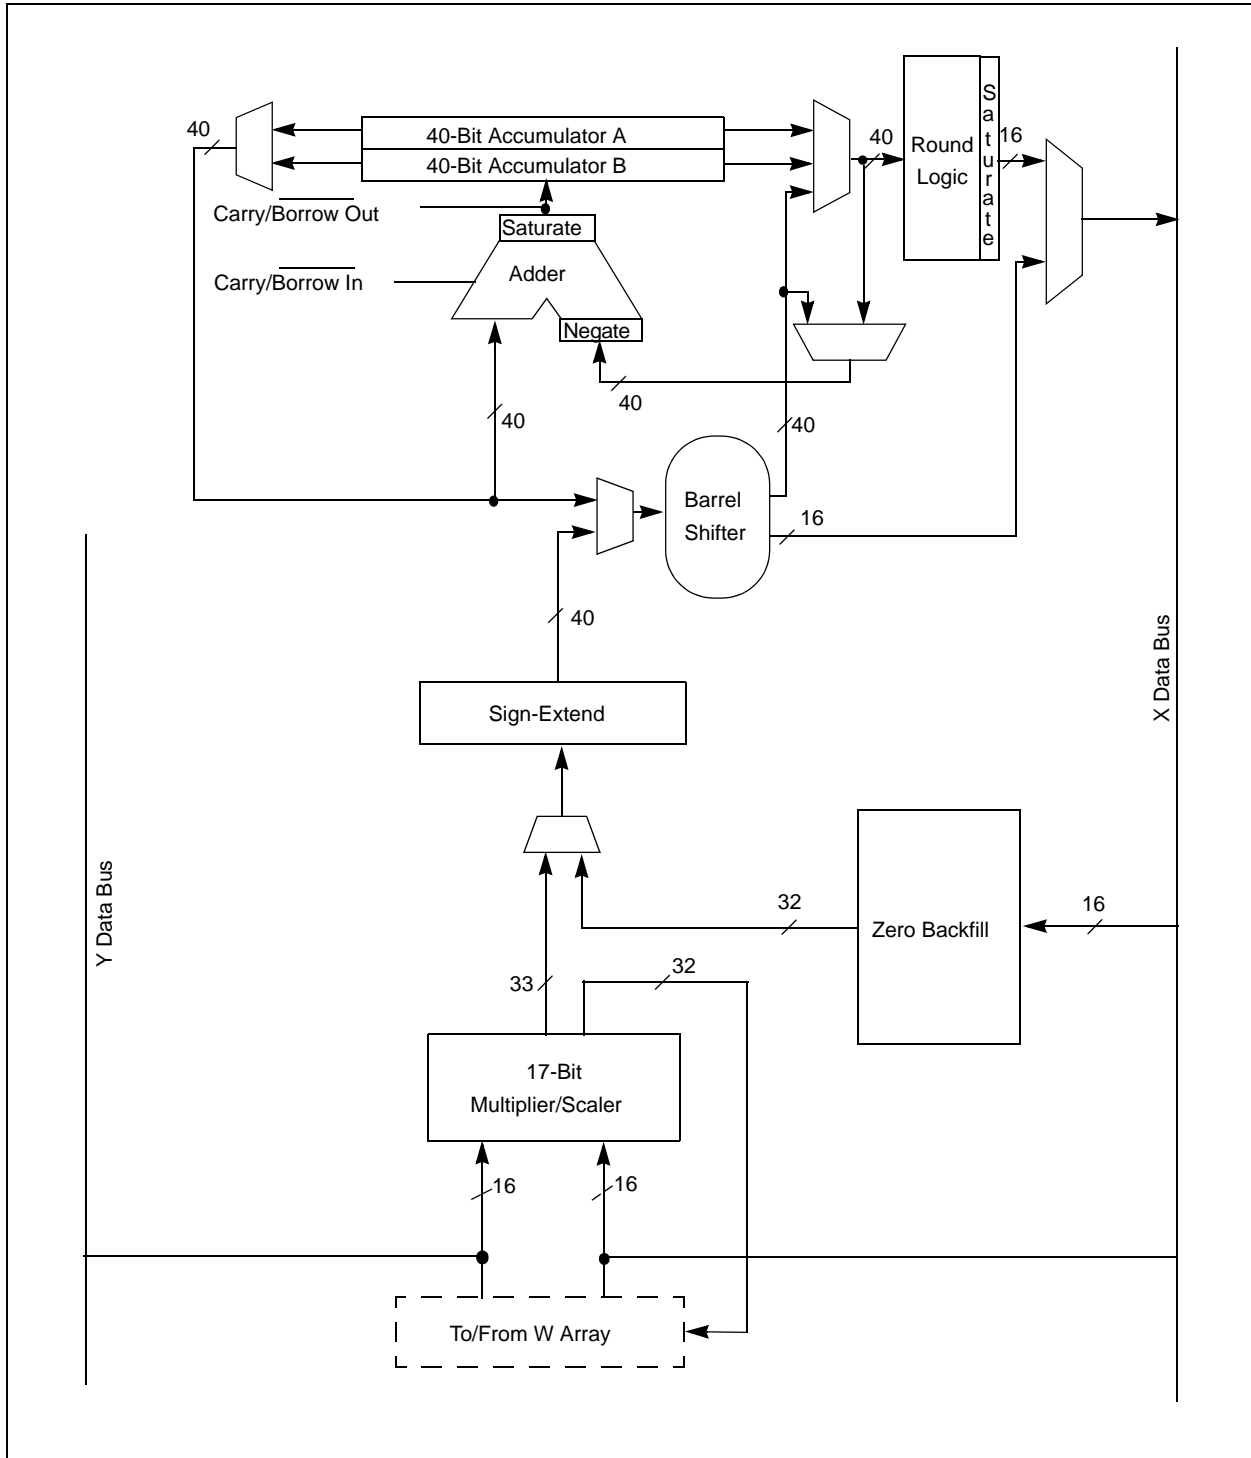 40
40-Bit Accumulator A
40-Bit Accumulator B
Carry/Borrow Out
Saturate
Carry/Borrow In
Adder
Negate
40
40
40
Round
Logic
Saturate
16
40
Barrel
Shifter
16
40
Sign-Extend
X Data Bus
Y Data Bus
32
Zero Backfill
16
33
32
17-Bit
Multiplier/Scaler
16
16
To/From W Array